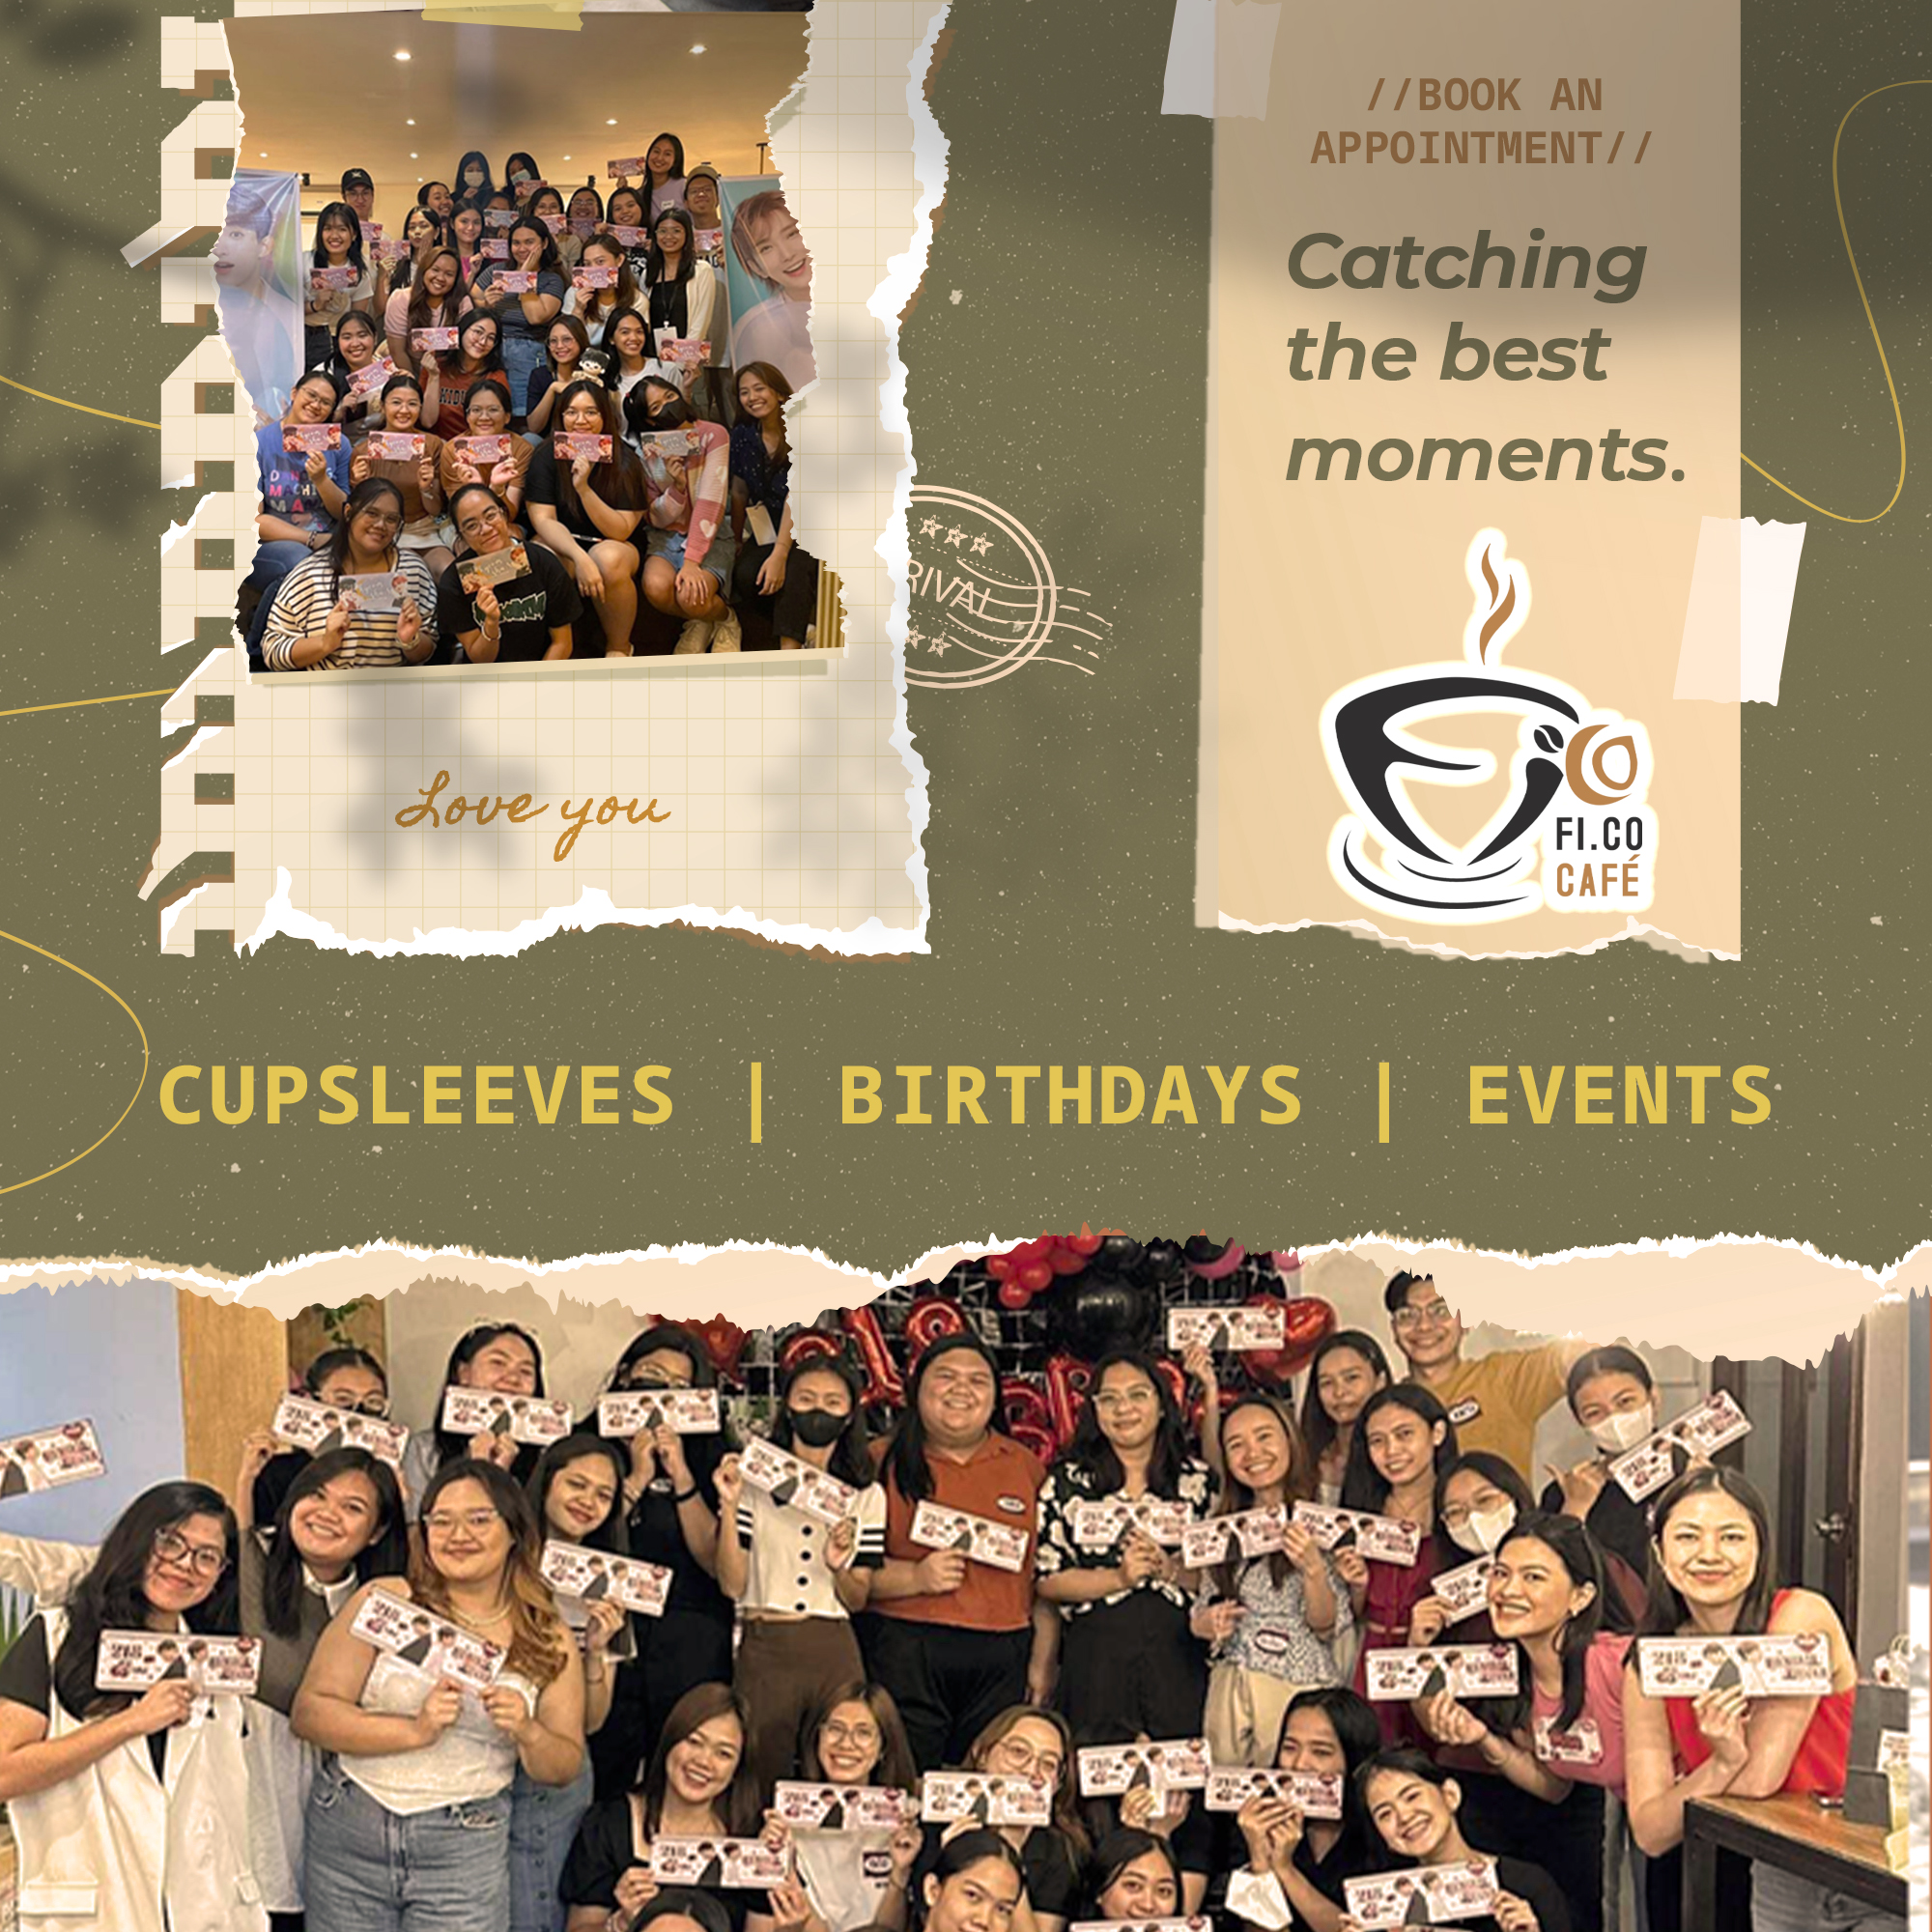 //BOOK AN
APPOINTMENT//
Catching
the best
moments.
RIVAL
Love you
FI.CO
CAFÉ
CUPSLEEVES | BIRTHDAYS | EVENTS